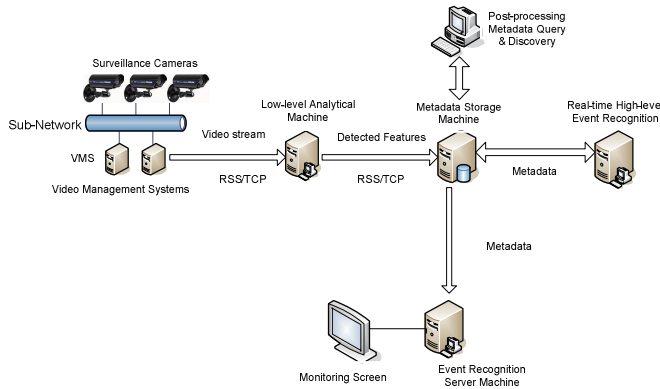 Post-processing
Metadata Query
& Discovery
Surveillance Cameras
Low-level Analytical
Machine
Metadata Storage
Machine
Real-time High-level
Event Recognition
Sub-Network
Video stream
Detected Features
VMS
Video Management Systems
RSS/TCP
RSS/TCP
Metadata
Metadata
Monitoring Screen
Event Recognition
Server Machine